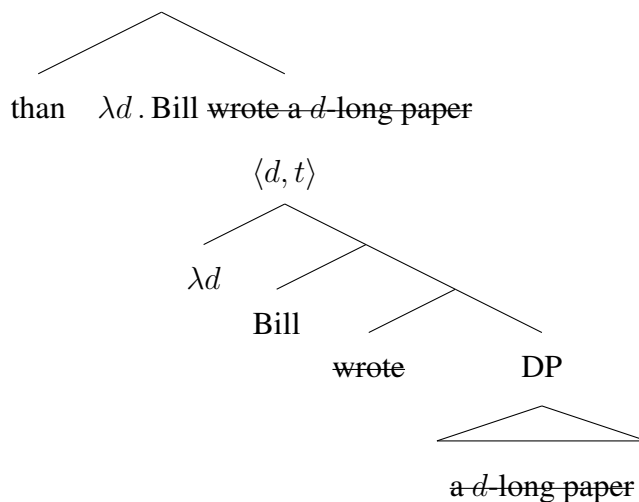 than λd . Bill wrote a d-long paper
⟨d, t⟩
λd
Bill
wrote DP
a d-long paper